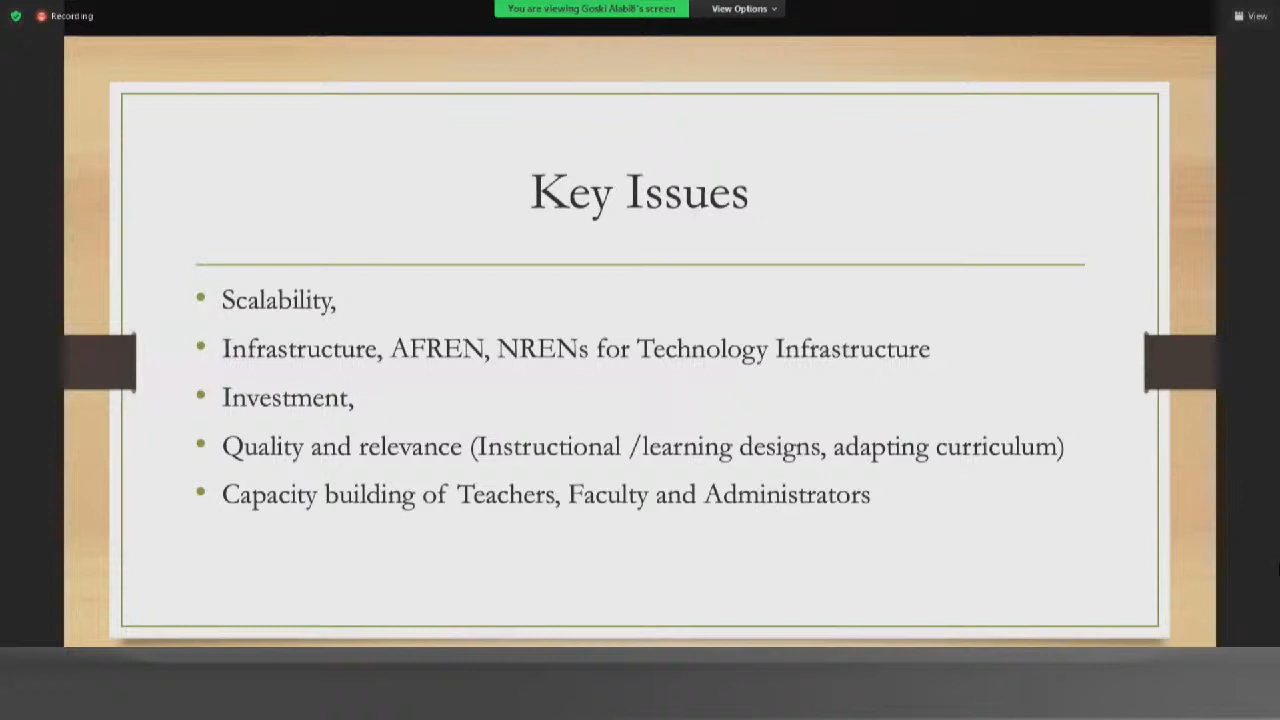 Recording
You are viewing Goski Alabi's screen
View Options
View
Key Issues
Scalability,
Infrastructure, AFREN, NRENs for Technology Infrastructure
Investment,
Quality and relevance (Instructional /learning designs, adapting curriculum)
Capacity building of Teachers, Faculty and Administrators